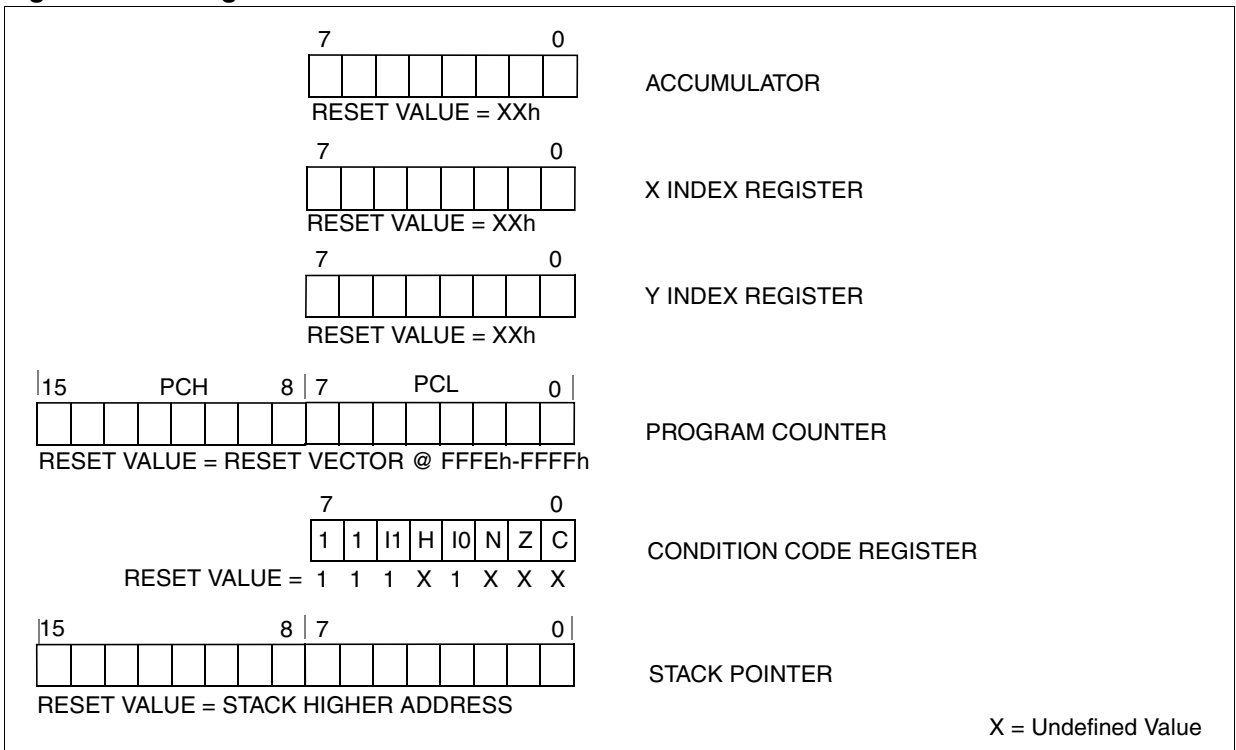 7 0
ACCUMULATOR
RESET VALUE = XXh
7 0
X INDEX REGISTER
RESET VALUE = XXh
7 0
Y INDEX REGISTER
RESET VALUE = XXh
15 PCH 8 7 PCL 0
PROGRAM COUNTER
RESET VALUE = RESET VECTOR @ FFFEh-FFFFh
7 0
1 1 I1 H I0 N Z C
CONDITION CODE REGISTER
RESET VALUE = 1 1 1 X 1 X X X
15 8 7 0
STACK POINTER
RESET VALUE = STACK HIGHER ADDRESS
X = Undefined Value